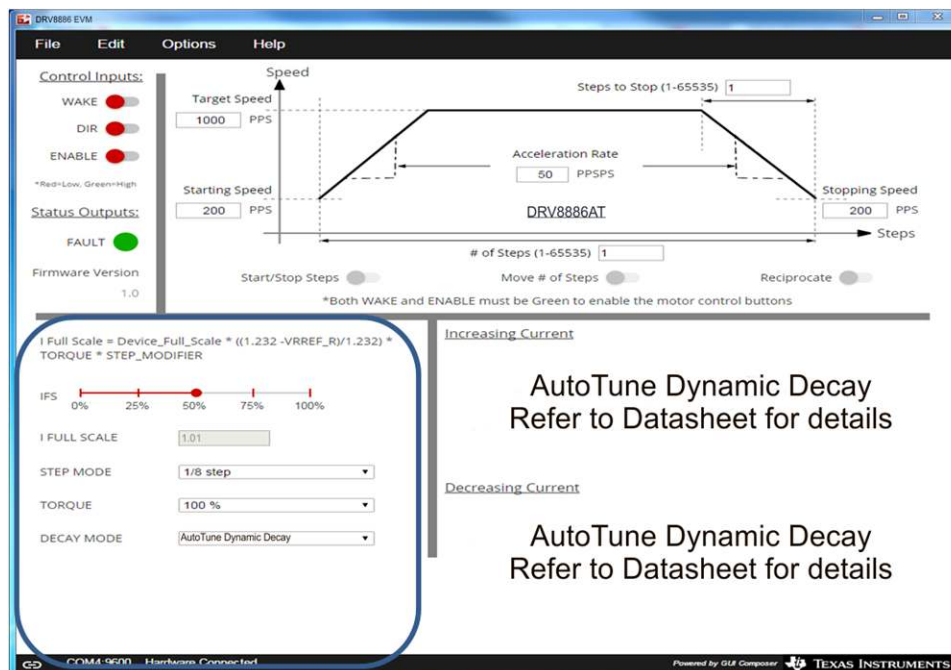 DRV8886 EVM
File Edit Options Help
Control Inputs:
WAKE
DIR
ENABLE
*Red=Low, Green=High
Status Outputs:
FAULT
Firmware Version
1.0
Speed
Target Speed
1000 PPS
Steps to Stop (1-65535) 1
Acceleration Rate
50 PPSPS
Starting Speed
200 PPS
Stopping Speed
200 PPS
DRV8886AT
Steps
# of Steps (1-65535) 1
Start/Stop Steps Move # of Steps Reciprocate
*Both WAKE and ENABLE must be Green to enable the motor control buttons
I Full Scale = Device_Full_Scale * ((1.232 -VRREF_R)/1.232) *
TORQUE * STEP_MODIFIER
IFS
0% 25% 50% 75% 100%
I FULL SCALE 1.01
STEP MODE 1/8 step
TORQUE 100 %
DECAY MODE AutoTune Dynamic Decay
Increasing Current
AutoTune Dynamic Decay
Refer to Datasheet for details
Decreasing Current
AutoTune Dynamic Decay
Refer to Datasheet for details
COM4:9600 Hardware Connected
Powered by GUI Composer TEXAS INSTRUMENTS